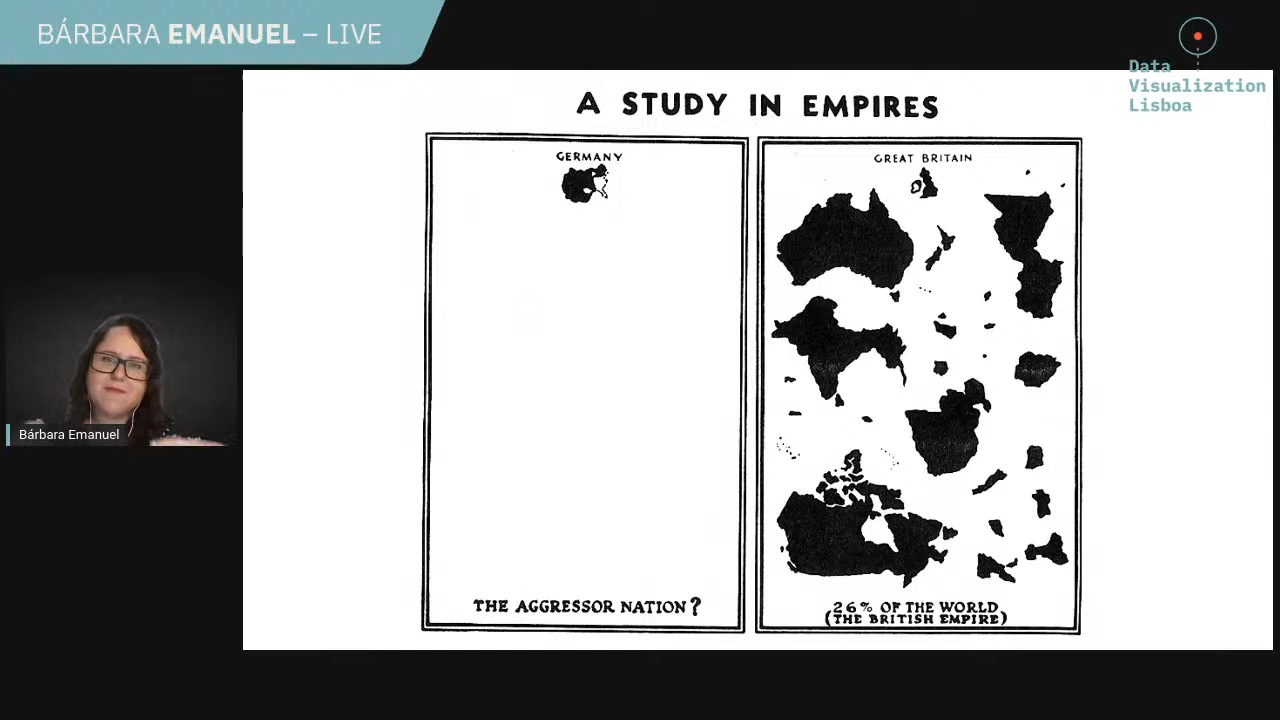 BÁRBARA EMANUEL – LIVE
Data
Visualization
Lisboa
A STUDY IN EMPIRES
GERMANY
THE AGGRESSOR NATION?
GREAT BRITAIN
26% OF THE WORLD
(THE BRITISH EMPIRE)
Bárbara Emanuel